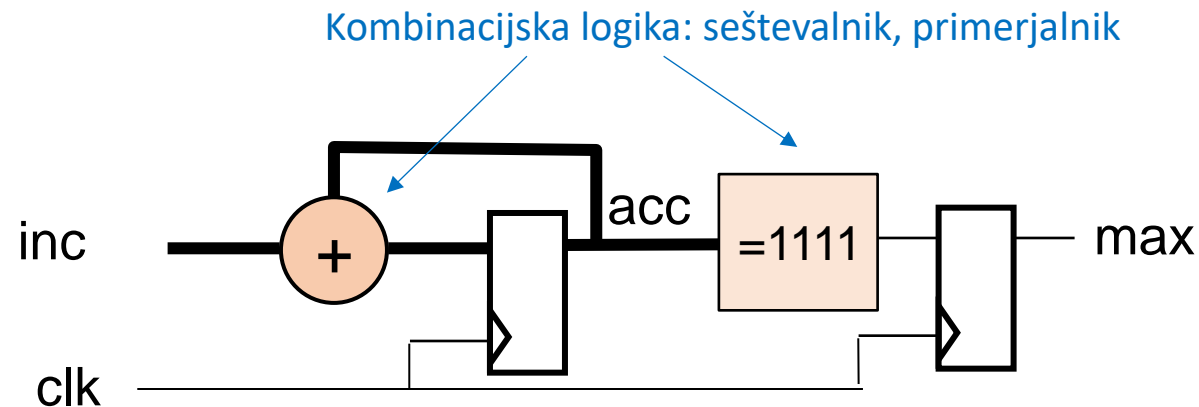 Kombinacijska logika: seštevalnik, primerjalnik
inc
+
acc
=1111
max
clk